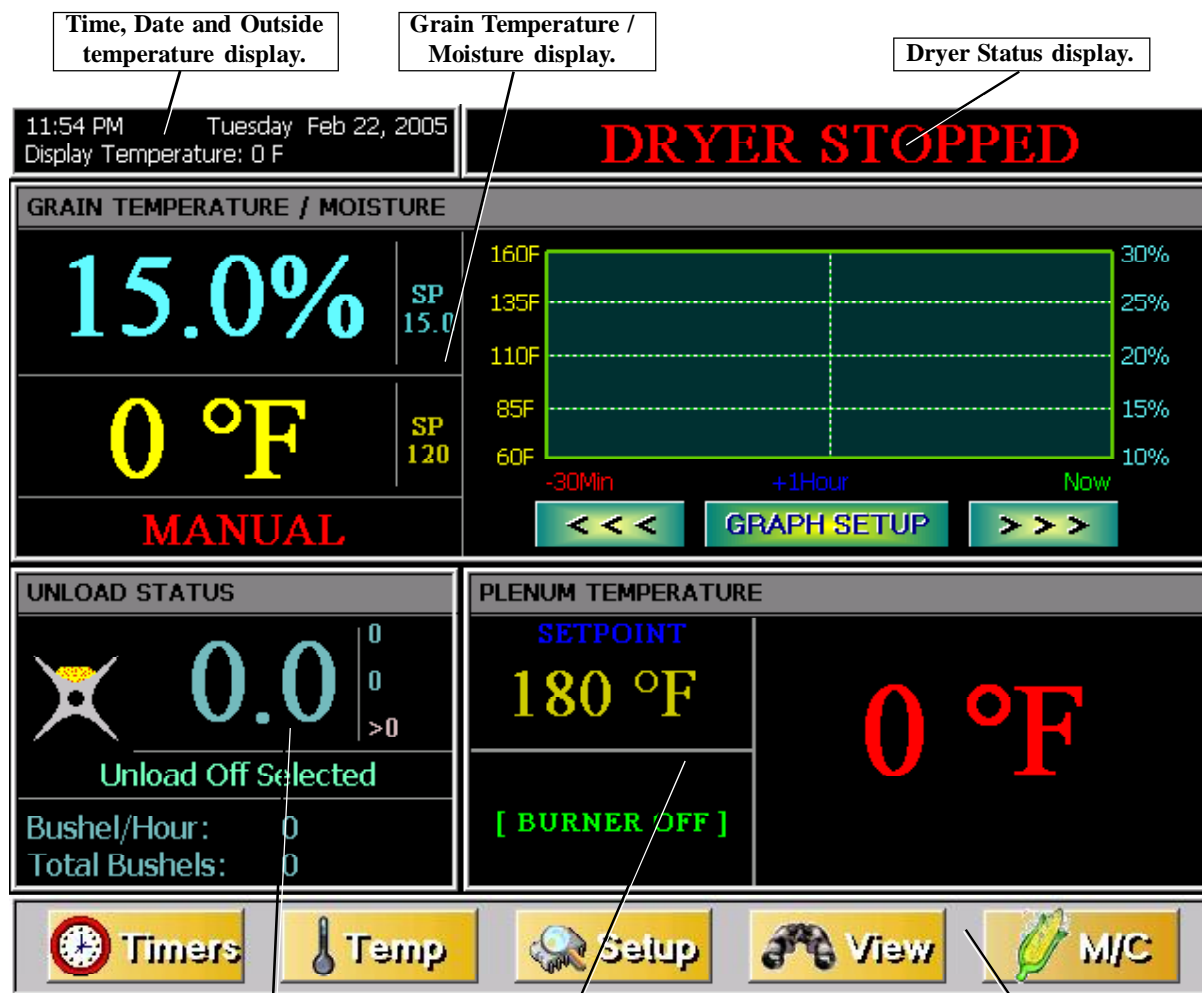 Time, Date and Outside
temperature display.
Grain Temperature /
Moisture display.
Dryer Status display.
11:54 PM Tuesday Feb 22, 2005
Display Temperature: 0 F
DRYER STOPPED
GRAIN TEMPERATURE / MOISTURE
15.0%
SP
15.0
0 °F
SP
120
MANUAL
160F
135F
110F
85F
60F
30%
25%
20%
15%
10%
-30Min +1Hour Now
<<< GRAPH SETUP >>>
UNLOAD STATUS
0.0
0
0
>0
Unload Off Selected
Bushel/Hour: 0
Total Bushels: 0
PLENUM TEMPERATURE
SETPOINT
180 °F
[ BURNER OFF ]
0 °F
Timers Temp Setup View M/C